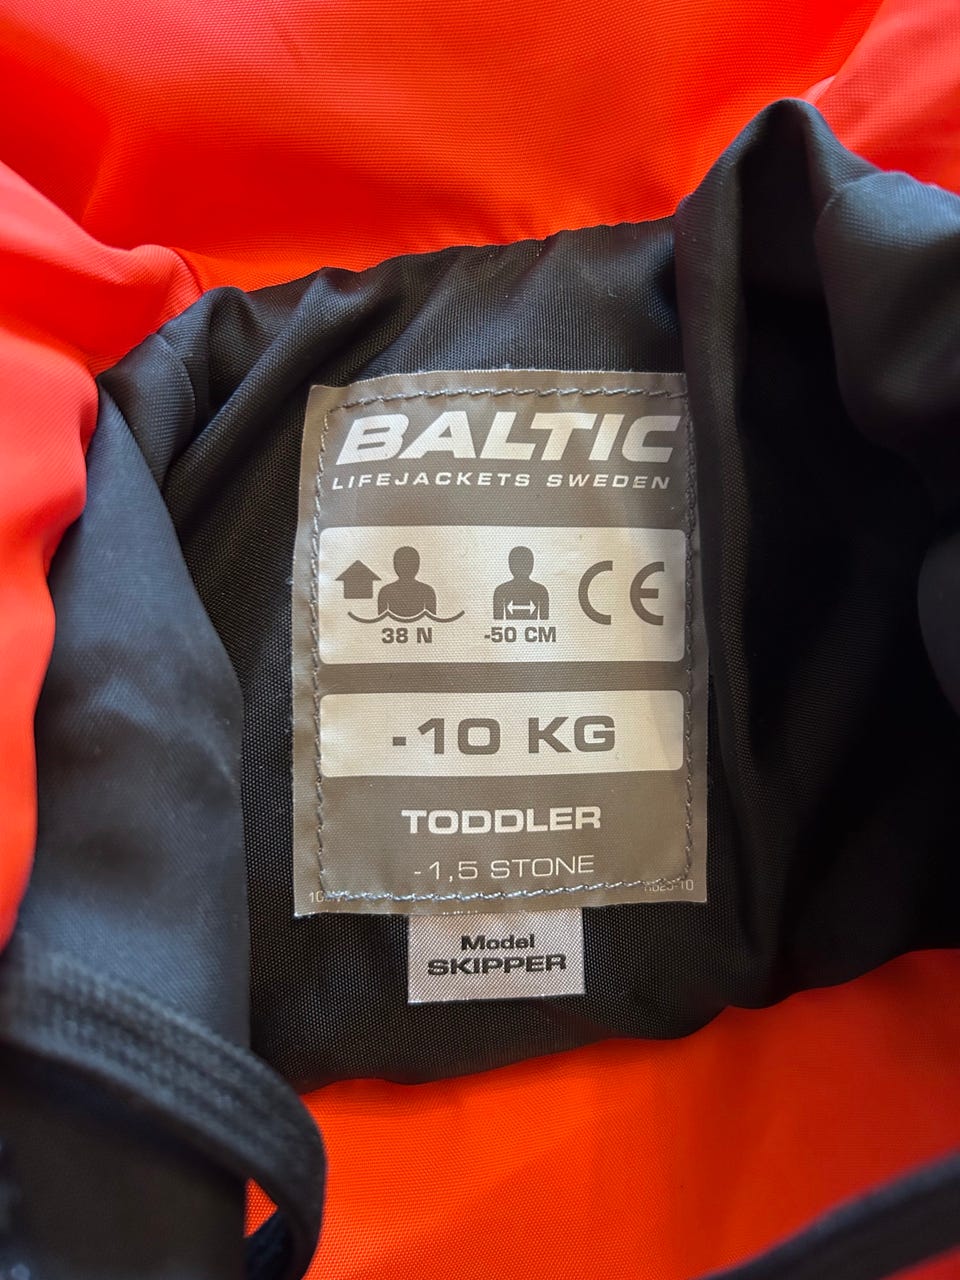 BALTIC
LIFEJACKETS SWEDEN
38 N
-50 CM
CE
-10 KG
TODDLER
-1,5 STONE
Model
SKIPPER